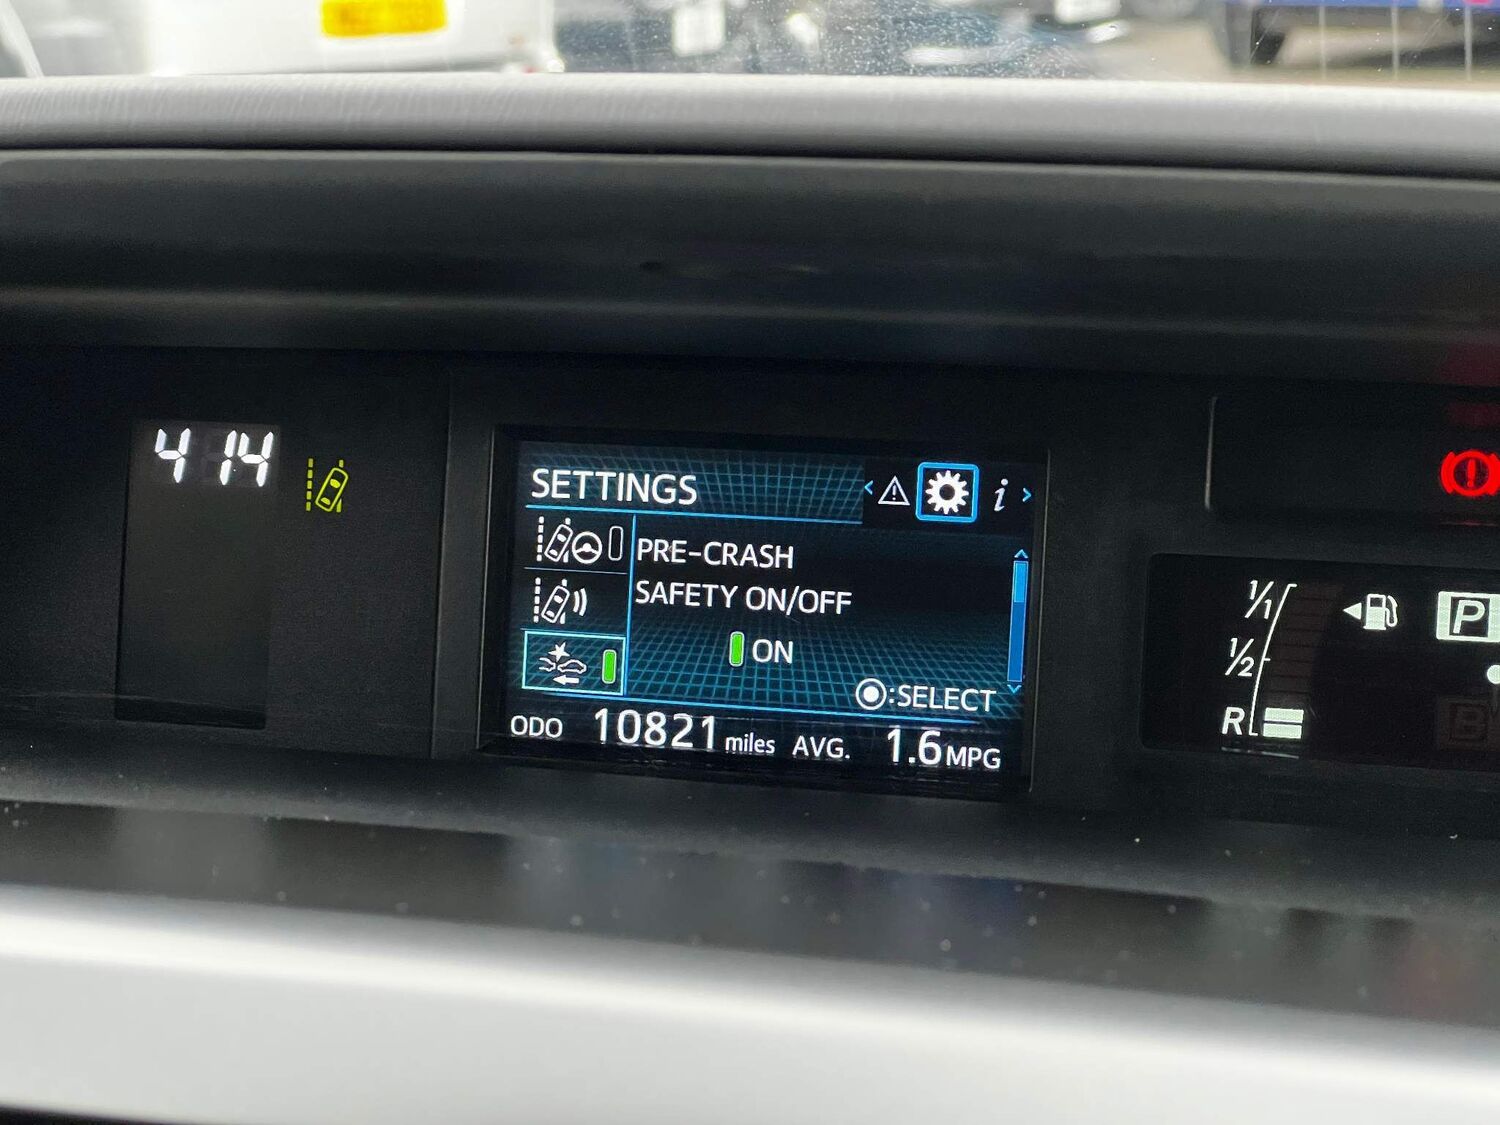 4 14
SETTINGS
i
PRE-CRASH
SAFETY ON/OFF
ON
:SELECT
ODO 10821 miles AVG. 1.6 MPG
1/1
1/2
R
P
B